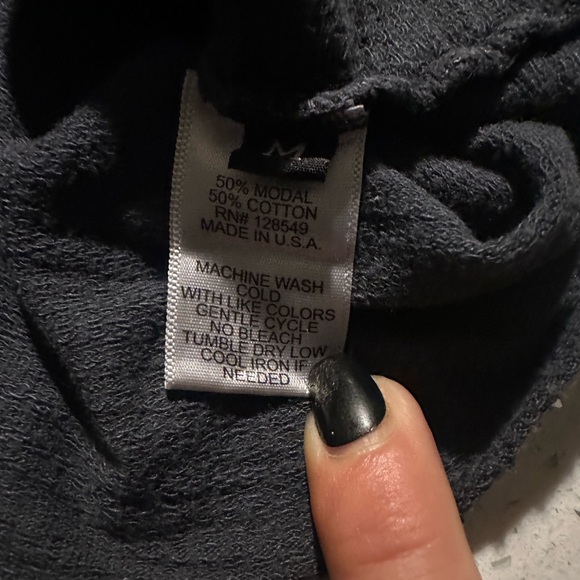 M
50% MODAL
50% COTTON
RN# 128549
MADE IN U.S.A.
MACHINE WASH
COLD
WITH LIKE COLORS
GENTLE CYCLE
NO BLEACH
TUMBLE DRY LOW
COOL IRON IF
NEEDED